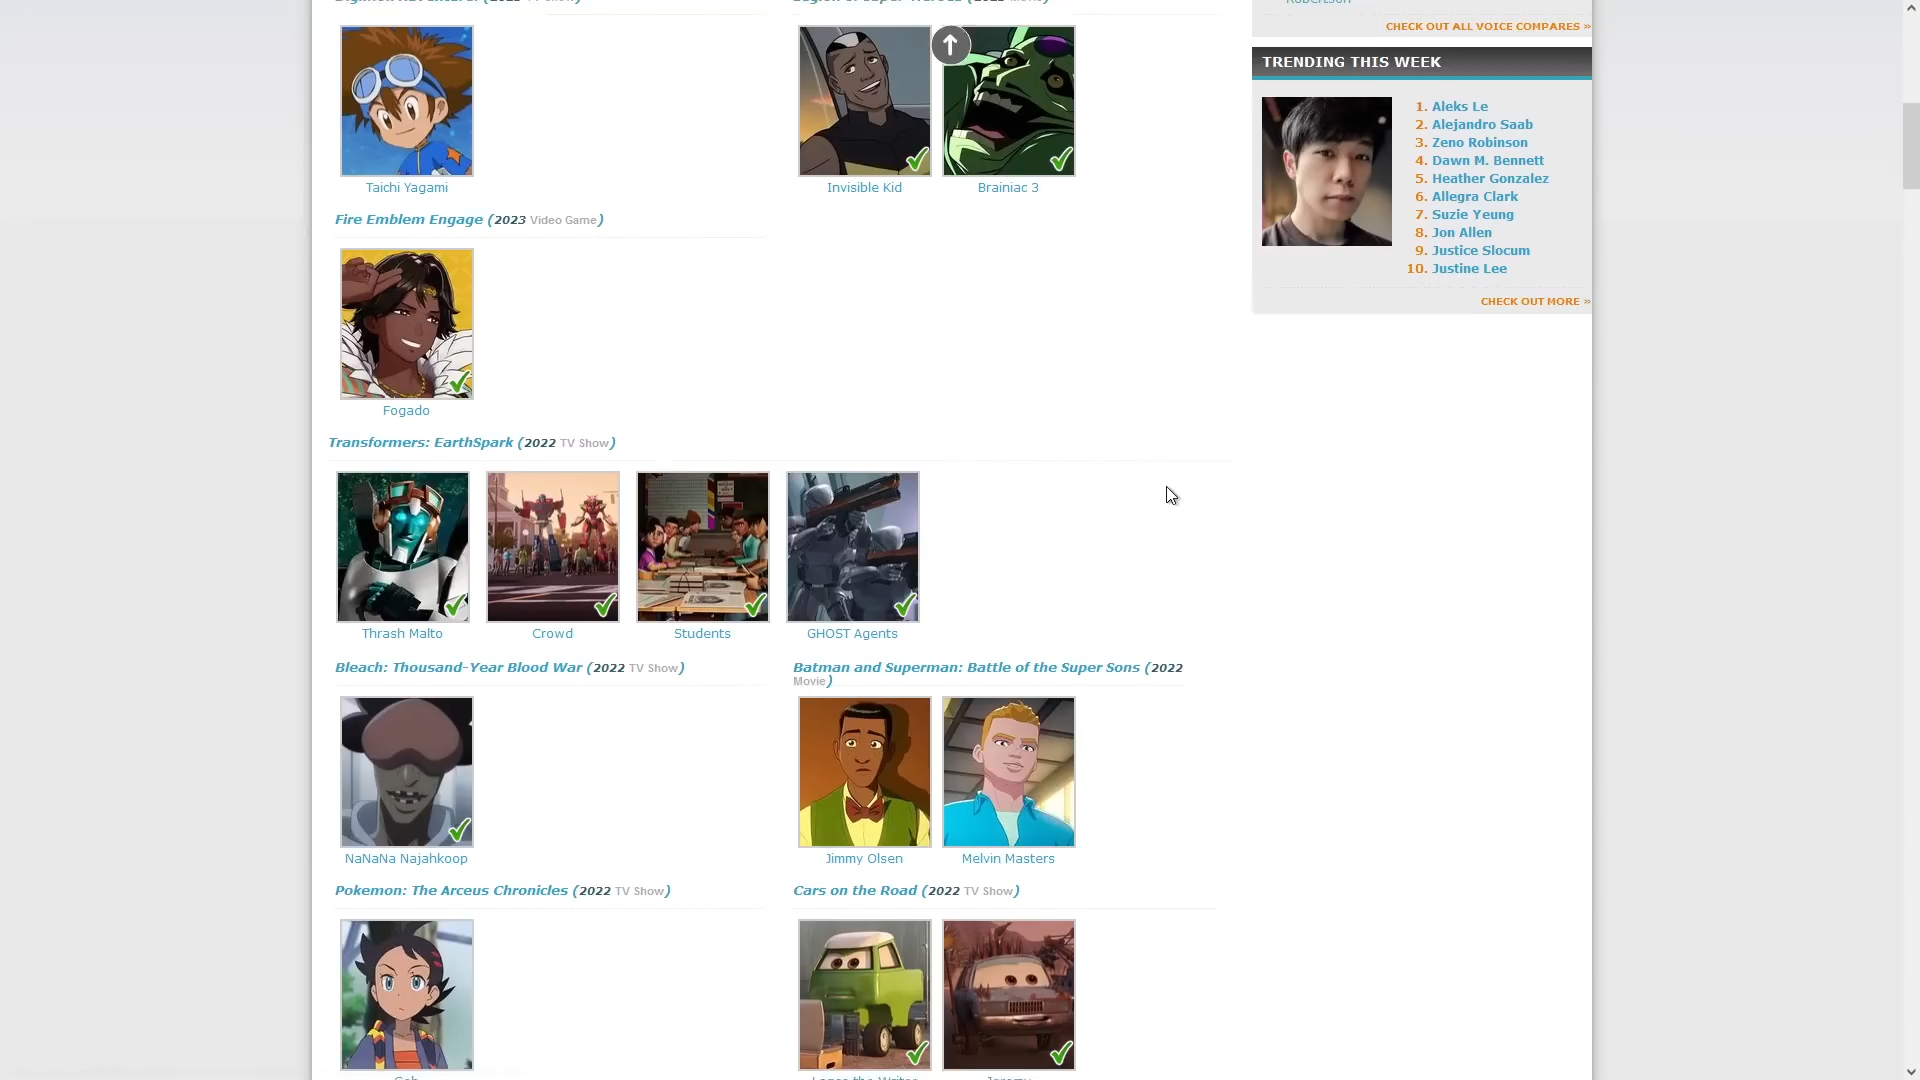 Robertson
CHECK OUT ALL VOICE COMPARES »
TRENDING THIS WEEK
1. Aleks Le
2. Alejandro Saab
3. Zeno Robinson
4. Dawn M. Bennett
5. Heather Gonzalez
6. Allegra Clark
7. Suzie Yeung
8. Jon Allen
9. Justice Slocum
10. Justine Lee
CHECK OUT MORE »
Taichi Yagami
Invisible Kid
Brainiac 3
Fire Emblem Engage (2023 Video Game)
Fogado
Transformers: EarthSpark (2022 TV Show)
Thrash Malto
Crowd
Students
GHOST Agents
Bleach: Thousand-Year Blood War (2022 TV Show)
Batman and Superman: Battle of the Super Sons (2022
Movie)
NaNaNa Najahkoop
Jimmy Olsen
Melvin Masters
Pokemon: The Arceus Chronicles (2022 TV Show)
Cars on the Road (2022 TV Show)